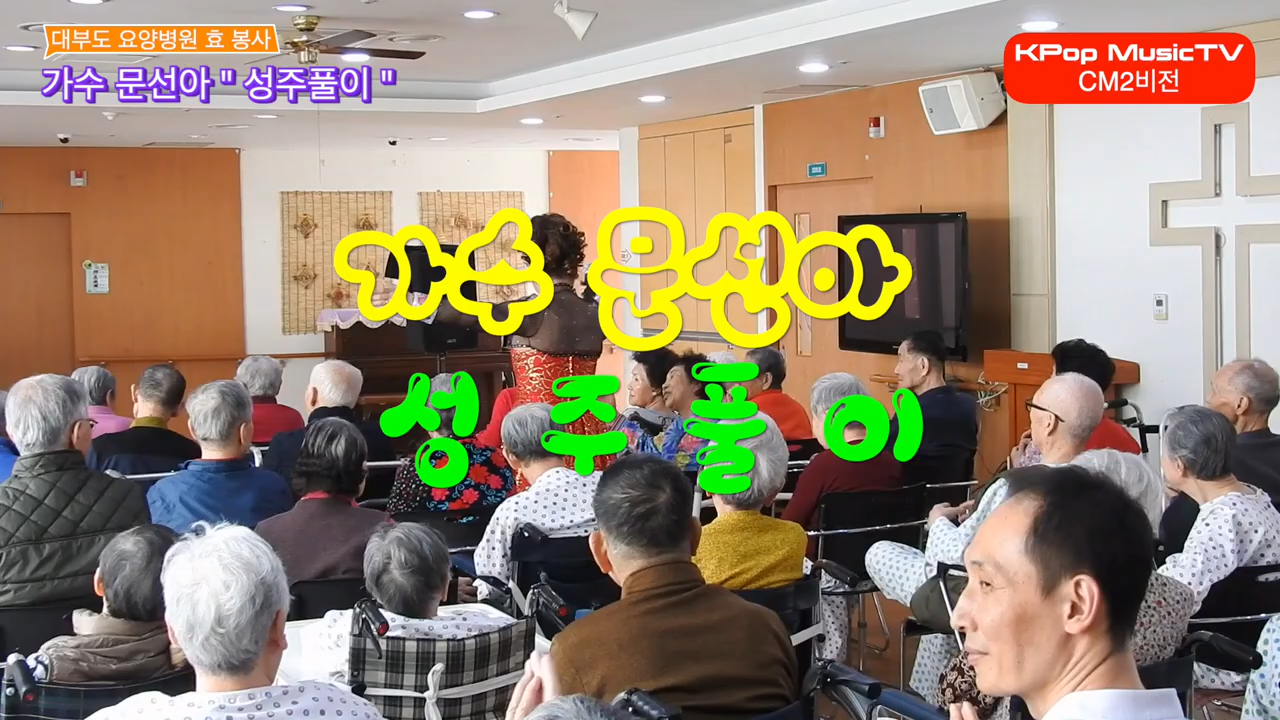 대부도 요양병원 효 봉사
가수 문선아 " 성주풀이 "
KPop MusicTV
CM2비전
가수 문선아
성주풀이